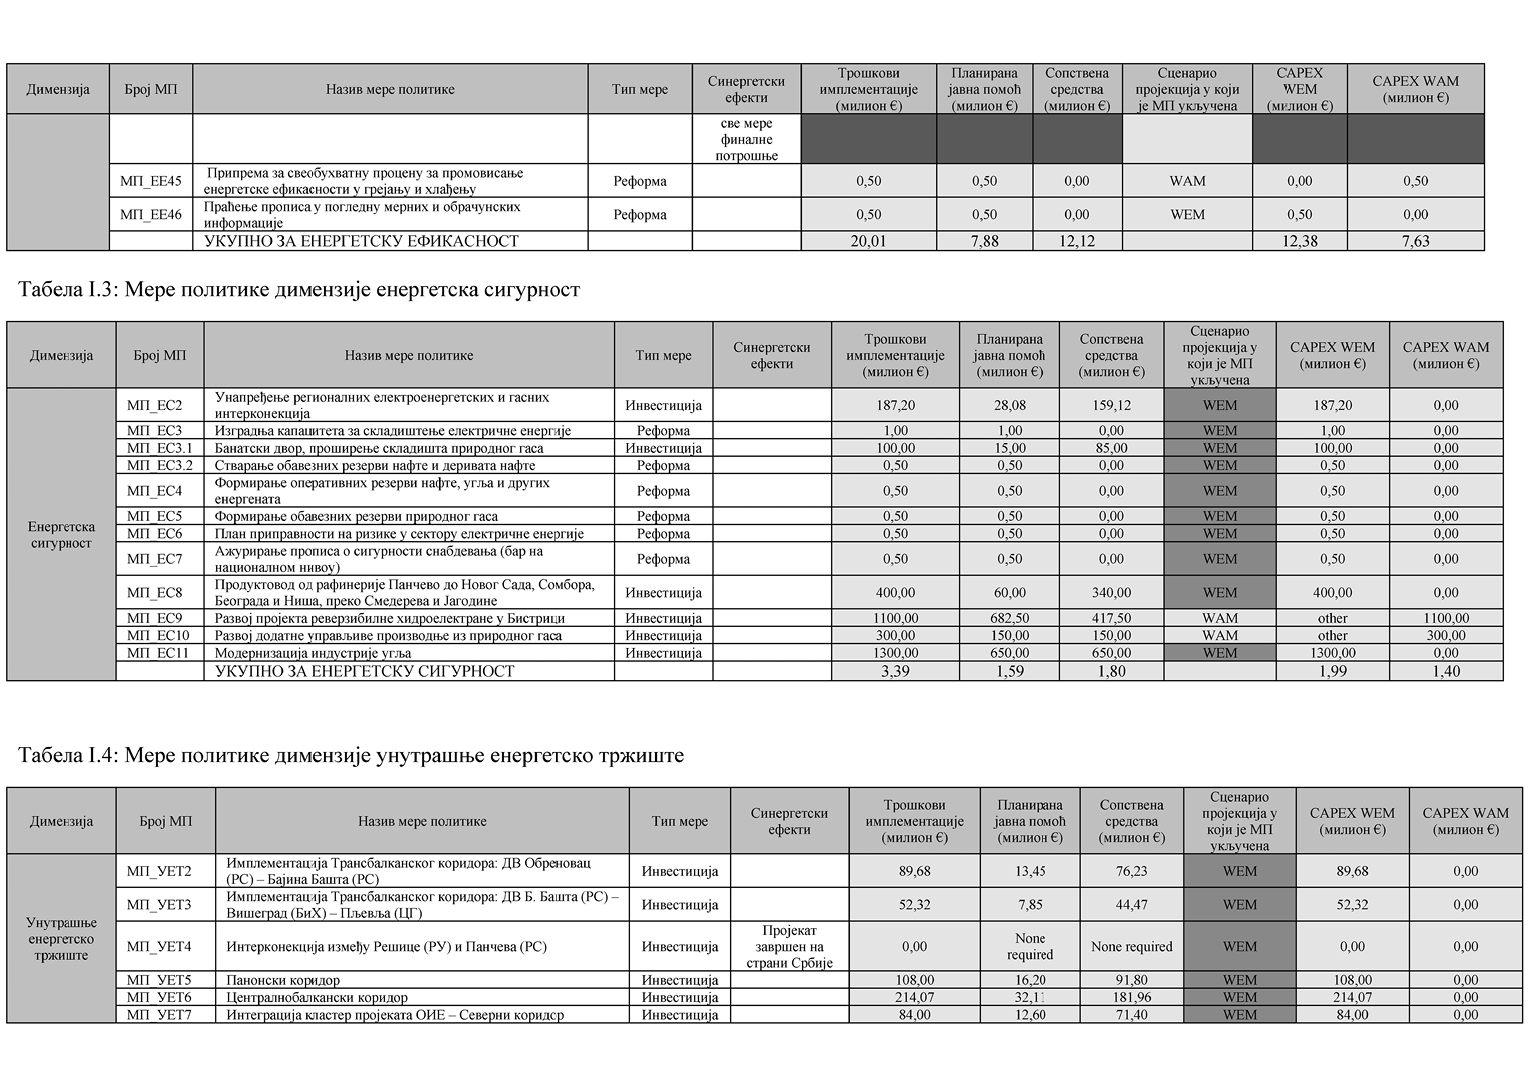 Димензија Број МП Назив мере политике Тип мере Синергетски ефекти Трошкови имплементације (милион €) Планирана јавна помоћ (милион €) Сопствена средства (милион €) Сценарио пројекција у који је МП укључена CAPEX WEM (милион €) CAPEX WAM (милион €)
све мере
финалне
потрошње
МП_ЕЕ45 Припрема за свеобухватну процену за промовисање енергетске ефикасности у грејању и хлађењу Реформа 0,50 0,50 0,00 WAM 0,00 0,50
МП_ЕЕ46 Праћење прописа у погледну мерних и обрачунских информације Реформа 0,50 0,50 0,00 WEM 0,50 0,00
УКУПНО ЗА ЕНЕРГЕТСКУ ЕФИКАСНОСТ 20,01 7,88 12,12 12,38 7,63
Табела I.3: Мере политике димензије енергетска сигурност
Димензија Број МП Назив мере политике Тип мере Синергетски ефекти Трошкови имплементације (милион €) Планирана јавна помоћ (милион €) Сопствена средства (милион €) Сценарио пројекција у који је МП укључена CAPEX WEM (милион €) CAPEX WAM (милион €)
Енергетска сигурност
МП_ЕС2 Унапређење регионалних електроенергетских и гасних интерконекција Инвестиција 187,20 28,08 159,12 WEM 187,20 0,00
МП_ЕС3 Изградња капацитета за складиштење електричне енергије Реформа 1,00 1,00 0,00 WEM 1,00 0,00
МП_ЕС3.1 Банатски двор, проширење складишта природног гаса Инвестиција 100,00 15,00 85,00 WEM 100,00 0,00
МП_ЕС3.2 Стварање обавезних резерви нафте и деривата нафте Реформа 0,50 0,50 0,00 WEM 0,50 0,00
МП_ЕС4 Формирање оперативних резерви нафте, угља и других енергената Реформа 0,50 0,50 0,00 WEM 0,50 0,00
МП_ЕС5 Формирање обавезних резерви природног гаса Реформа 0,50 0,50 0,00 WEM 0,50 0,00
МП_ЕС6 План приправности на ризике у сектору електричне енергије Реформа 0,50 0,50 0,00 WEM 0,50 0,00
МП_ЕС7 Ажурирање прописа о сигурности снабдевања (бар на националном нивоу) Реформа 0,50 0,50 0,00 WEM 0,50 0,00
МП_ЕС8 Продуктовод од рафинерије Панчево до Новог Сада, Сомбора, Београда и Ниша, преко Смедерева и Јагодине Инвестиција 400,00 60,00 340,00 WEM 400,00 0,00
МП_ЕС9 Развој пројекта реверзибилне хидроелектране у Бистрици Инвестиција 1100,00 682,50 417,50 WAM other 1100,00
МП_ЕС10 Развој додатне управљиве производње из природног гаса Инвестиција 300,00 150,00 150,00 WAM other 300,00
МП_ЕС11 Модернизација индустрије угља Инвестиција 1300,00 650,00 650,00 WEM 1300,00 0,00
УКУПНО ЗА ЕНЕРГЕТСКУ СИГУРНОСТ 3,39 1,59 1,80 1,99 1,40
Табела I.4: Мере политике димензије унутрашње енергетско тржиште
Димензија Број МП Назив мере политике Тип мере Синергетски ефекти Трошкови имплементације (милион €) Планирана јавна помоћ (милион €) Сопствена средства (милион €) Сценарио пројекција у који је МП укључена CAPEX WEM (милион €) CAPEX WAM (милион €)
Унутрашње енергетско тржиште
МП_УЕТ2 Имплементација Трансбалканског коридора: ДВ Обреновац (РС) – Бајина Башта (РС) Инвестиција 89,68 13,45 76,23 WEM 89,68 0,00
МП_УЕТ3 Имплементација Трансбалканског коридора: ДВ Б. Башта (РС) – Вишеград (БиХ) – Пљевља (ЦГ) Инвестиција 52,32 7,85 44,47 WEM 52,32 0,00
МП_УЕТ4 Интерконекција између Решице (РУ) и Панчева (РС) Инвестиција Пројекат завршен на страни Србије 0,00 None required None required WEM 0,00 0,00
МП_УЕТ5 Панонски коридор Инвестиција 108,00 16,20 91,80 WEM 108,00 0,00
МП_УЕТ6 Централнобалкански коридор Инвестиција 214,07 32,11 181,96 WEM 214,07 0,00
МП_УЕТ7 Интеграција кластер пројеката ОИЕ – Северни коридор Инвестиција 84,00 12,60 71,40 WEM 84,00 0,00